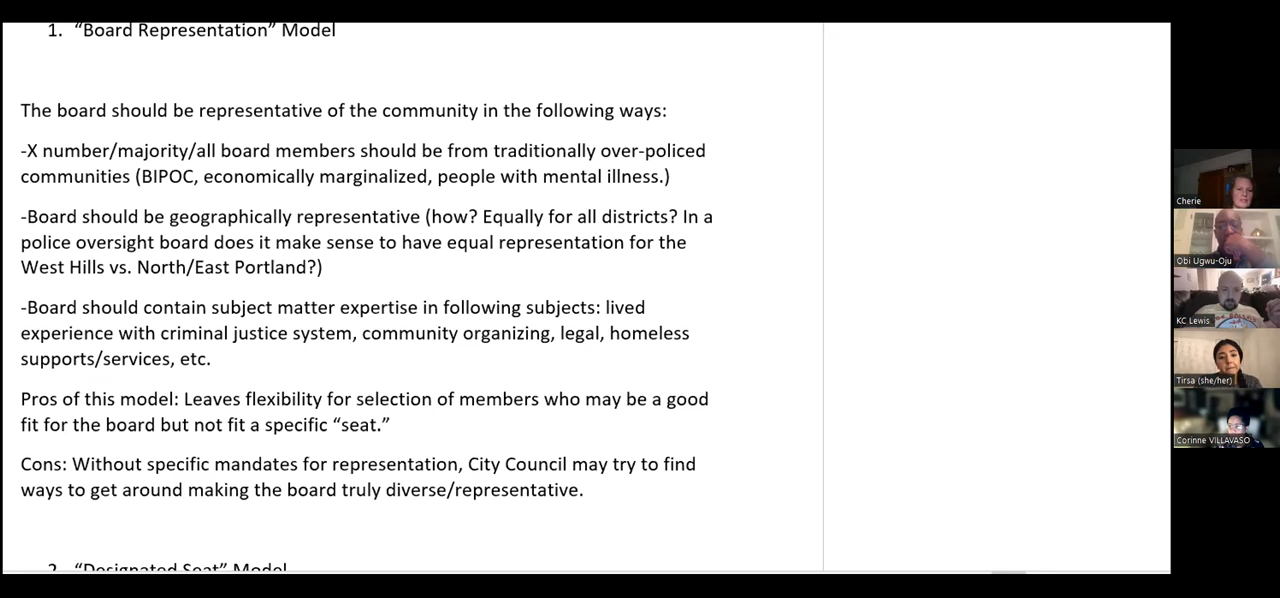 1. “Board Representation” Model
The board should be representative of the community in the following ways:
-X number/majority/all board members should be from traditionally over-policed
communities (BIPOC, economically marginalized, people with mental illness.)
-Board should be geographically representative (how? Equally for all districts? In a
police oversight board does it make sense to have equal representation for the
West Hills vs. North/East Portland?)
-Board should contain subject matter expertise in following subjects: lived
experience with criminal justice system, community organizing, legal, homeless
supports/services, etc.
Pros of this model: Leaves flexibility for selection of members who may be a good
fit for the board but not fit a specific “seat.”
Cons: Without specific mandates for representation, City Council may try to find
ways to get around making the board truly diverse/representative.
2. “Designated Seat” Model
Cherie
Obi Ugwu-Oju
KC Lewis
Tirsa (she/her)
Corinne VILLAVASO